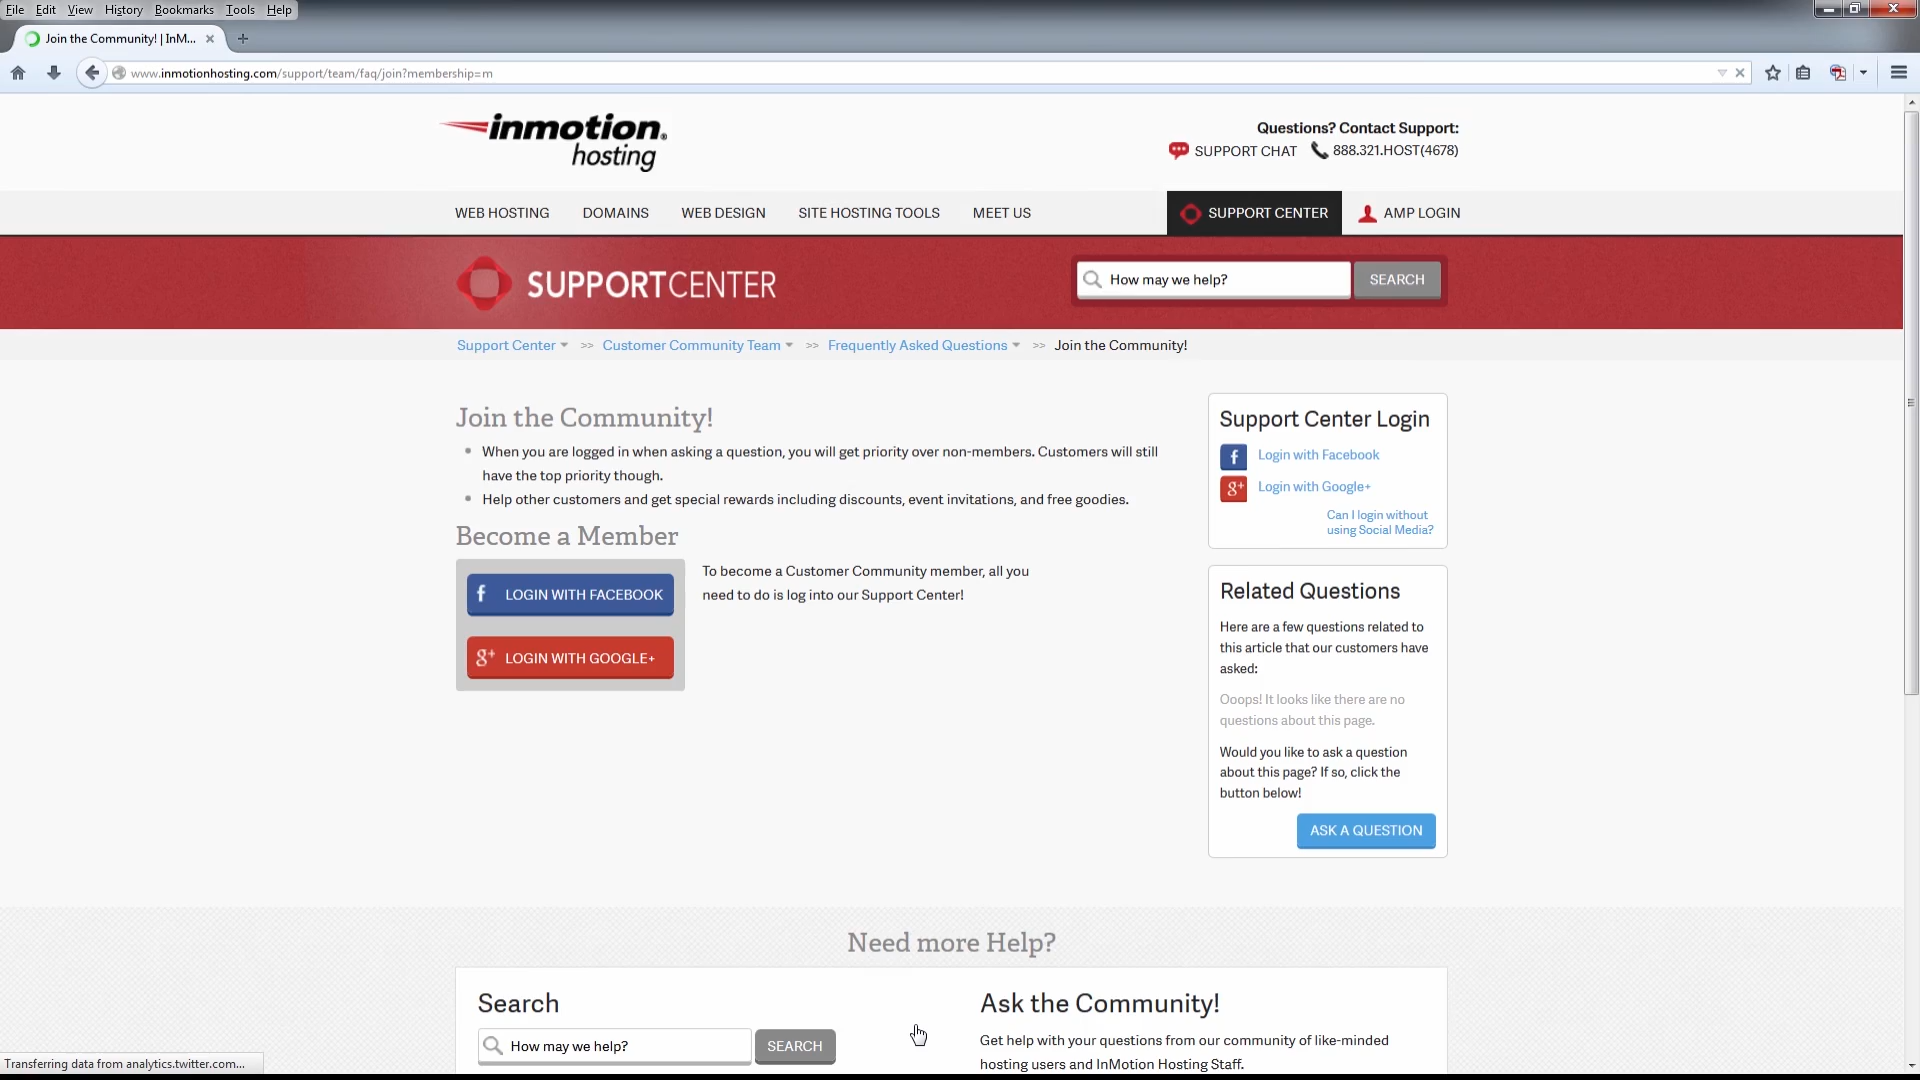 File Edit View History Bookmarks Tools Help
Join the Community! | InM...
www.inmotionhosting.com/support/team/faq/join?membership=m
inmotion®
hosting
Questions? Contact Support:
SUPPORT CHAT 888.321.HOST(4678)
WEB HOSTING DOMAINS WEB DESIGN SITE HOSTING TOOLS MEET US SUPPORT CENTER AMP LOGIN
SUPPORTCENTER
How may we help? SEARCH
Support Center >> Customer Community Team >> Frequently Asked Questions >> Join the Community!
Join the Community!
When you are logged in when asking a question, you will get priority over non-members. Customers will still
have the top priority though.
Help other customers and get special rewards including discounts, event invitations, and free goodies.
Become a Member
f LOGIN WITH FACEBOOK
g+ LOGIN WITH GOOGLE+
To become a Customer Community member, all you
need to do is log into our Support Center!
Support Center Login
f Login with Facebook
g+ Login with Google+
Can I login without
using Social Media?
Related Questions
Here are a few questions related to
this article that our customers have
asked:
Ooops! It looks like there are no
questions about this page.
Would you like to ask a question
about this page? If so, click the
button below!
ASK A QUESTION
Need more Help?
Search
How may we help? SEARCH
Ask the Community!
Get help with your questions from our community of like-minded
hosting users and InMotion Hosting Staff.
Transferring data from analytics.twitter.com...